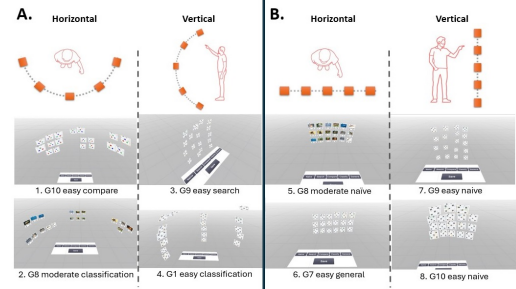 A.
Horizontal
Vertical
1. G10 easy compare
3. G9 easy search
2. G8 moderate classification
4. G1 easy classification
B.
Horizontal
Vertical
5. G8 moderate naïve
7. G9 easy naive
6. G7 easy general
8. G10 easy naive